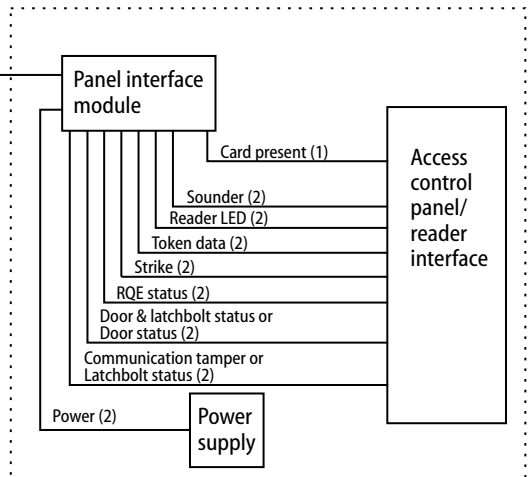 Panel interface
module
Card present (1)
Access
control
panel/
reader
interface
Sounder (2)
Reader LED (2)
Token data (2)
Strike (2)
RQE status (2)
Door & latchbolt status or
Door status (2)
Communication tamper or
Latchbolt status (2)
Power (2)
Power
supply